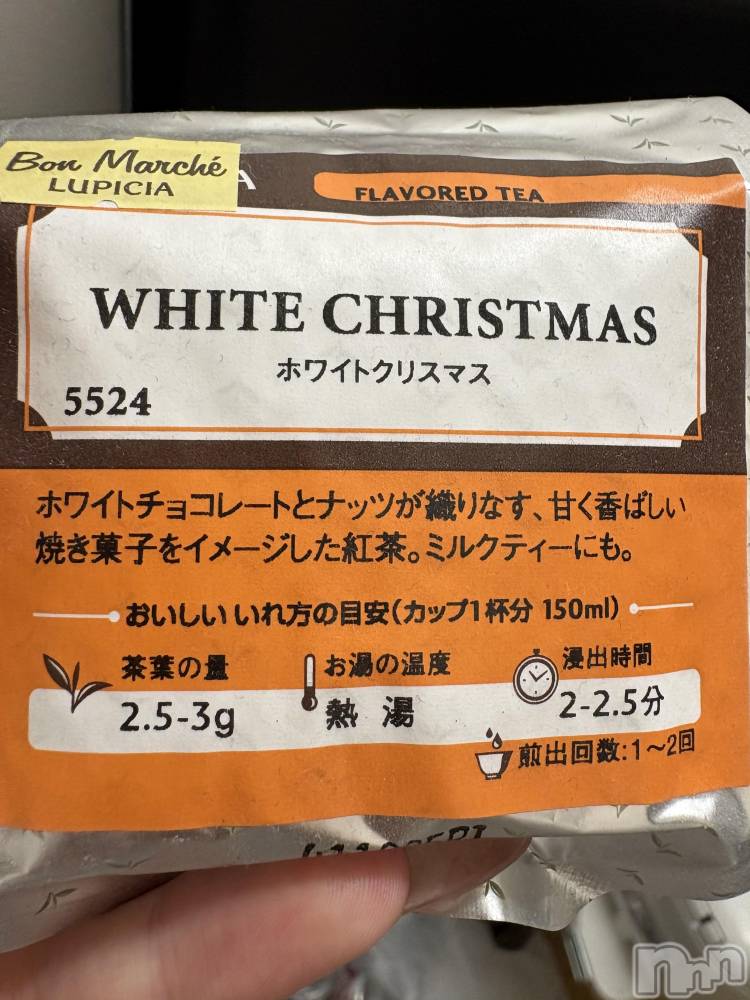 Bon Marché
LUPICIA
A
FLAVORED TEA
WHITE CHRISTMAS
ホワイトクリスマス
5524
ホワイトチョコレートとナッツが織りなす、甘く香ばしい
焼き菓子をイメージした紅茶。ミルクティーにも。
おいしい いれ方の目安(カップ1杯分 150ml)
茶葉の量
お湯の温度
浸出時間
2.5-3g
熱 湯
2-2.5分
煎出回数:1~2回
nnn